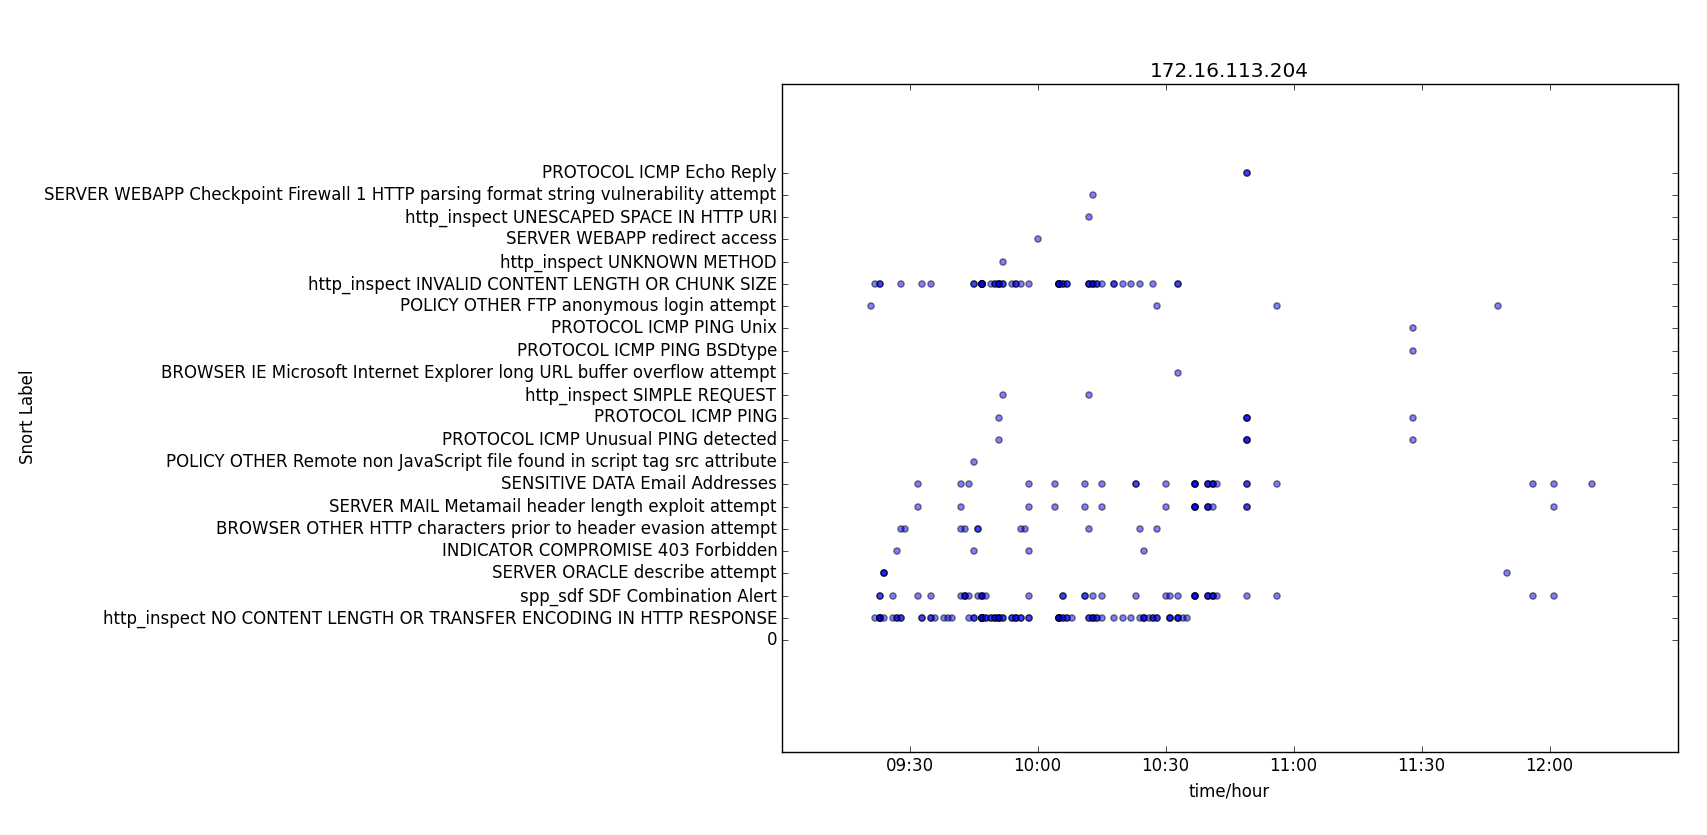 172.16.113.204
PROTOCOL ICMP Echo Reply
SERVER WEBAPP Checkpoint Firewall 1 HTTP parsing format string vulnerability attempt
http_inspect UNESCAPED SPACE IN HTTP URI
SERVER WEBAPP redirect access
http_inspect UNKNOWN METHOD
http_inspect INVALID CONTENT LENGTH OR CHUNK SIZE
POLICY OTHER FTP anonymous login attempt
PROTOCOL ICMP PING Unix
PROTOCOL ICMP PING BSDtype
BROWSER IE Microsoft Internet Explorer long URL buffer overflow attempt
http_inspect SIMPLE REQUEST
PROTOCOL ICMP PING
PROTOCOL ICMP Unusual PING detected
POLICY OTHER Remote non JavaScript file found in script tag src attribute
SENSITIVE DATA Email Addresses
SERVER MAIL Metamail header length exploit attempt
BROWSER OTHER HTTP characters prior to header evasion attempt
INDICATOR COMPROMISE 403 Forbidden
SERVER ORACLE describe attempt
spp_sdf SDF Combination Alert
http_inspect NO CONTENT LENGTH OR TRANSFER ENCODING IN HTTP RESPONSE
0
Snort Label
09:30 10:00 10:30 11:00 11:30 12:00
time/hour